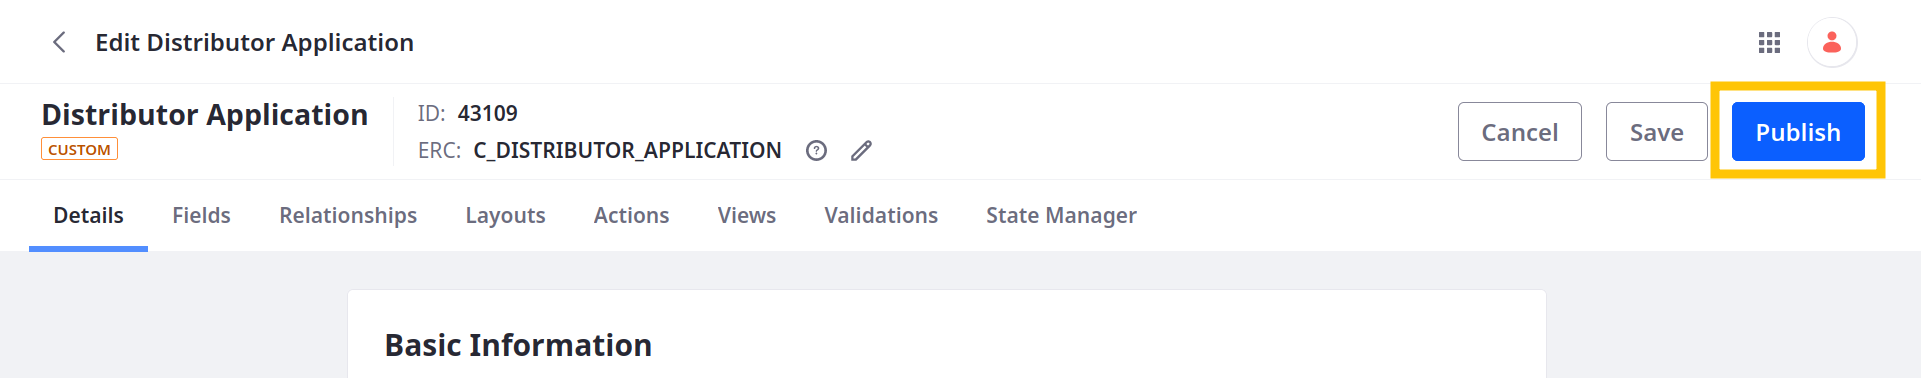 Edit Distributor Application
Distributor Application
CUSTOM
ID: 43109
ERC: C_DISTRIBUTOR_APPLICATION
Cancel
Save
Publish
Details
Fields
Relationships
Layouts
Actions
Views
Validations
State Manager
Basic Information